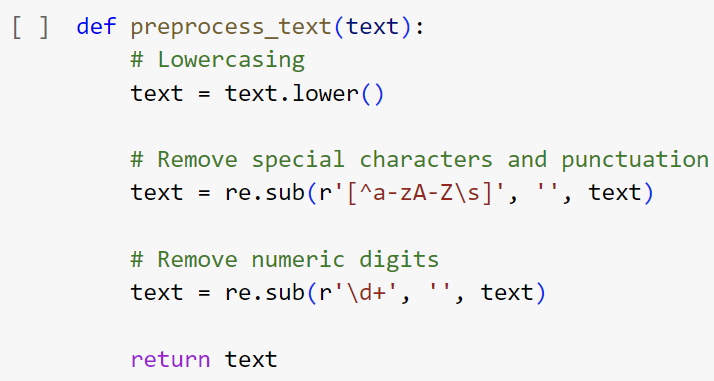 [ ] def preprocess_text(text):
# Lowercasing
text = text.lower()
# Remove special characters and punctuation
text = re.sub(r'[^a-zA-Z\s]', '', text)
# Remove numeric digits
text = re.sub(r'\d+', '', text)
return text